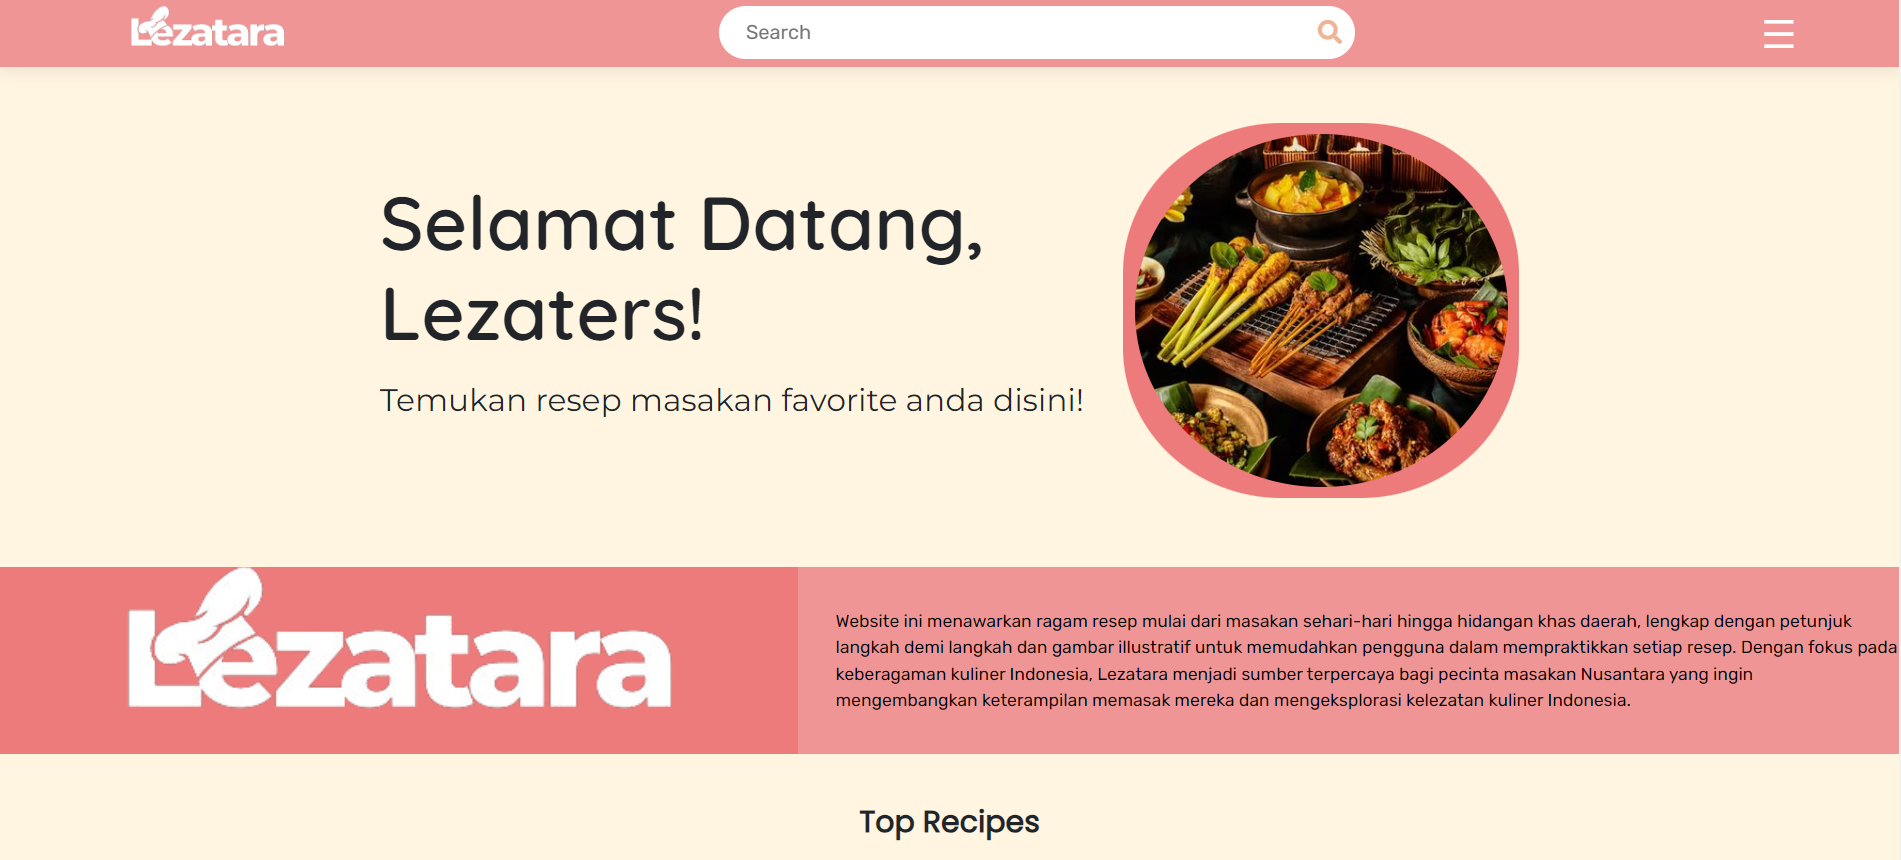 Lezatara
Search
Selamat Datang,
Lezaters!
Temukan resep masakan favorite anda disini!
Lezatara
Website ini menawarkan ragam resep mulai dari masakan sehari-hari hingga hidangan khas daerah, lengkap dengan petunjuk
langkah demi langkah dan gambar illustratif untuk memudahkan pengguna dalam mempraktikkan setiap resep. Dengan fokus pada
keberagaman kuliner Indonesia, Lezatara menjadi sumber terpercaya bagi pecinta masakan Nusantara yang ingin
mengembangkan keterampilan memasak mereka dan mengeksplorasi kelezatan kuliner Indonesia.
Top Recipes